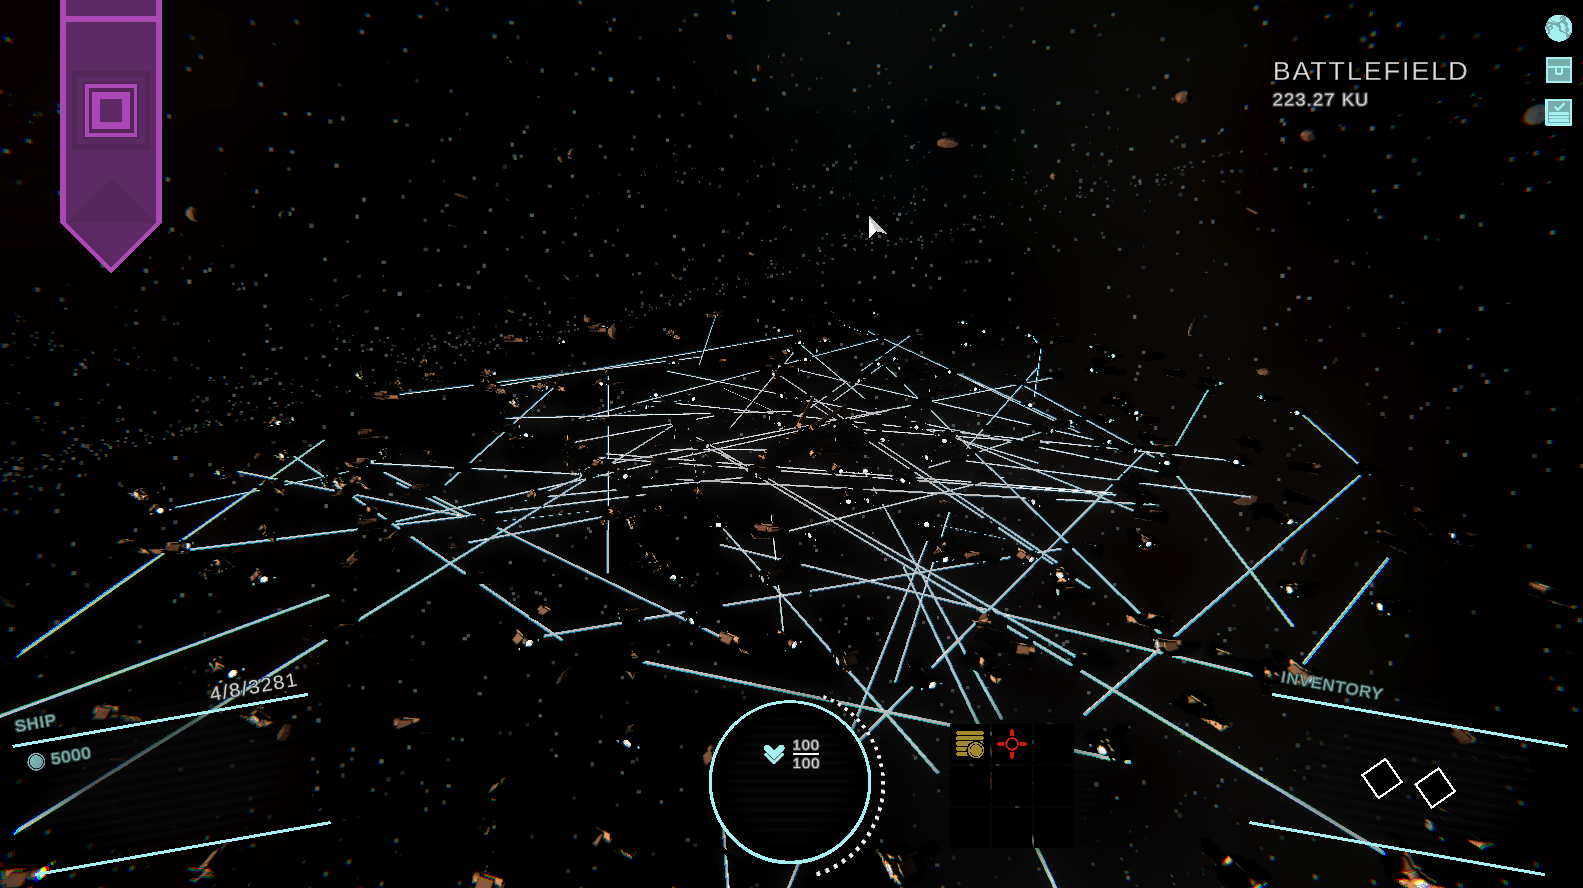 BATTLEFIELD
223.27 KU
4/8/3281
SHIP
5000
100
100
INVENTORY